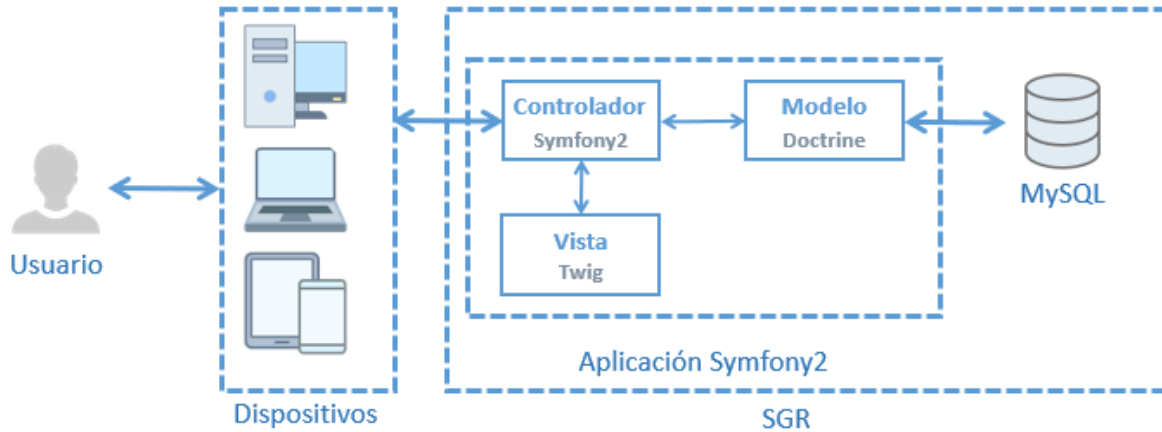 Usuario
Dispositivos
Controlador
Symfony2
Modelo
Doctrine
Vista
Twig
Aplicación Symfony2
MySQL
SGR